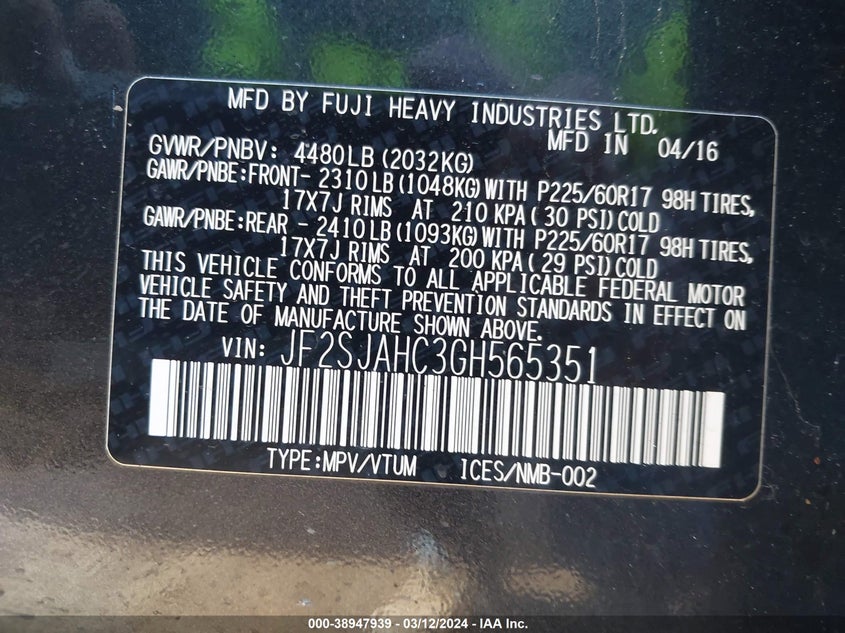 MFD BY FUJI HEAVY INDUSTRIES LTD.
MFD IN 04/16
GVWR/PNBV: 4480LB (2032KG)
GAWR/PNBE:FRONT- 2310LB (1048KG) WITH P225/60R17 98H TIRES,
17X7J RIMS AT 210 KPA ( 30 PSI) COLD
GAWR/PNBE:REAR - 2410LB (1093KG) WITH P225/60R17 98H TIRES,
17X7J RIMS AT 200 KPA ( 29 PSI) COLD
THIS VEHICLE CONFORMS TO ALL APPLICABLE FEDERAL MOTOR
VEHICLE SAFETY AND THEFT PREVENTION STANDARDS IN EFFECT ON
THE DATE OF MANUFACTURE SHOWN ABOVE.
VIN: JF2SJAHC3GH565351
TYPE:MPV/VTUM ICES/NMB-002
000-38947939 - 03/12/2024 - IAA Inc.